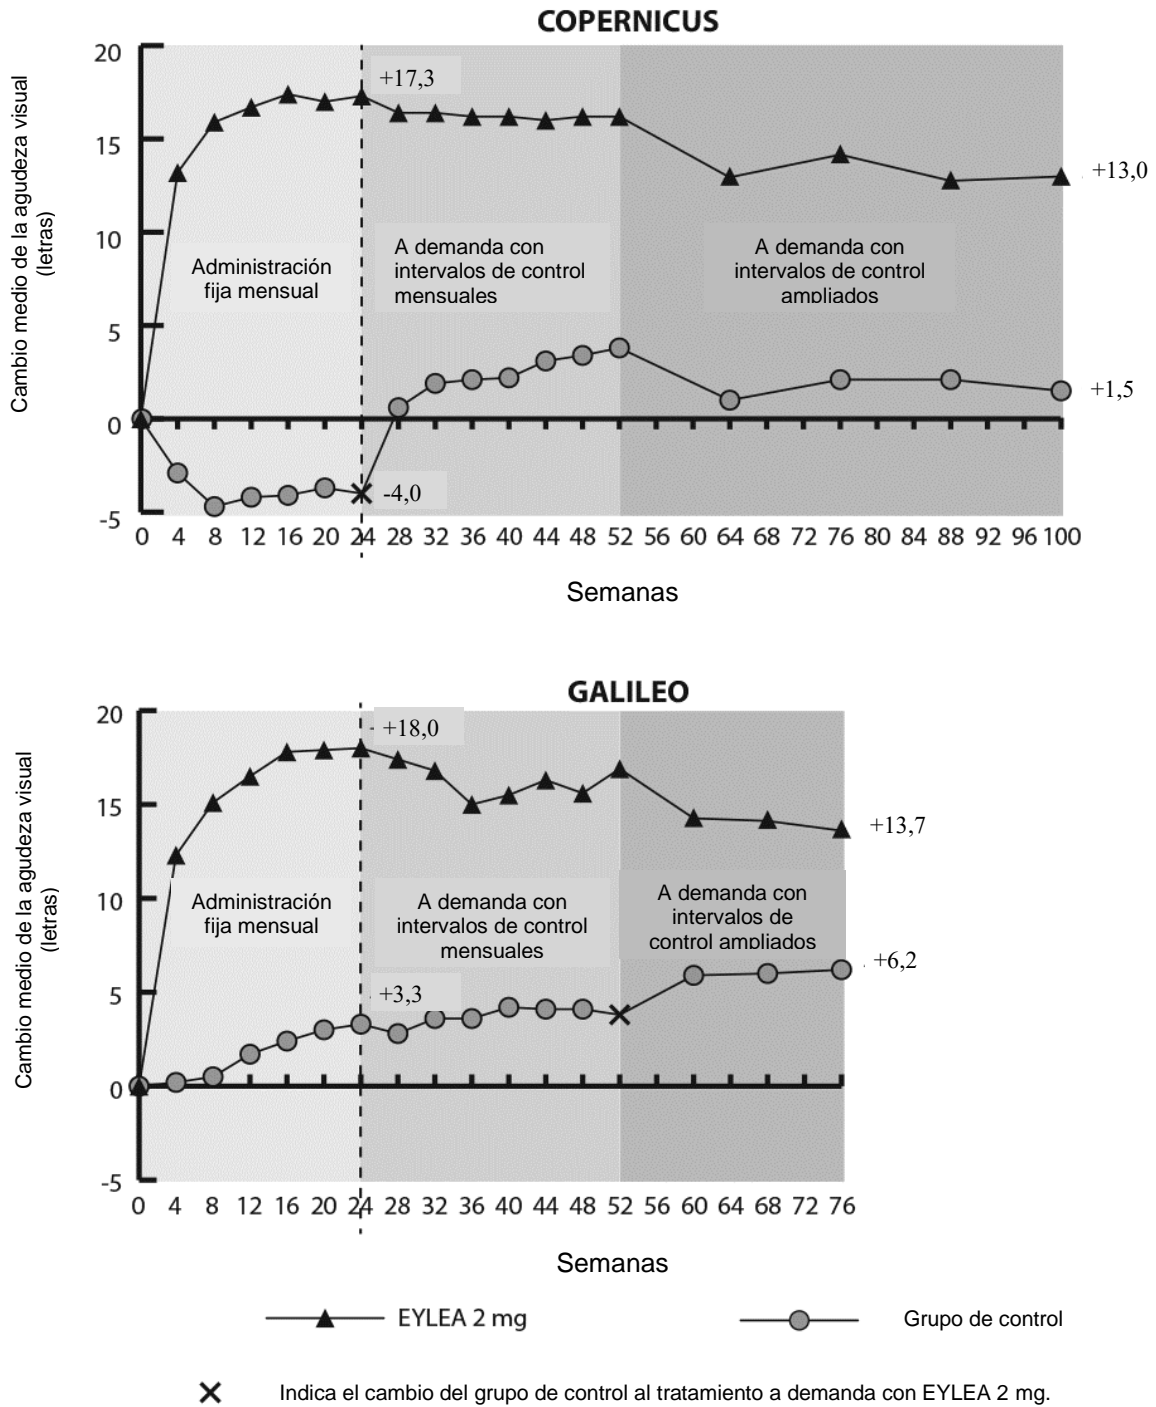 COPERNICUS
Cambio medio de la agudeza visual
(letras)
20
15
10
5
0
-5
+17,3
+13,0
Administración
fija mensual
A demanda con
intervalos de control
mensuales
A demanda con
intervalos de control
ampliados
+1,5
-4,0
0 4 8 12 16 20 24 28 32 36 40 44 48 52 56 60 64 68 72 76 80 84 88 92 96 100
Semanas
GALILEO
Cambio medio de la agudeza visual
(letras)
20
15
10
5
0
-5
+18,0
+13,7
Administración
fija mensual
A demanda con
intervalos de control
mensuales
A demanda con
intervalos de
control ampliados
+6,2
+3,3
0 4 8 12 16 20 24 28 32 36 40 44 48 52 56 60 64 68 72 76
Semanas
EYLEA 2 mg
Grupo de control
Indica el cambio del grupo de control al tratamiento a demanda con EYLEA 2 mg.